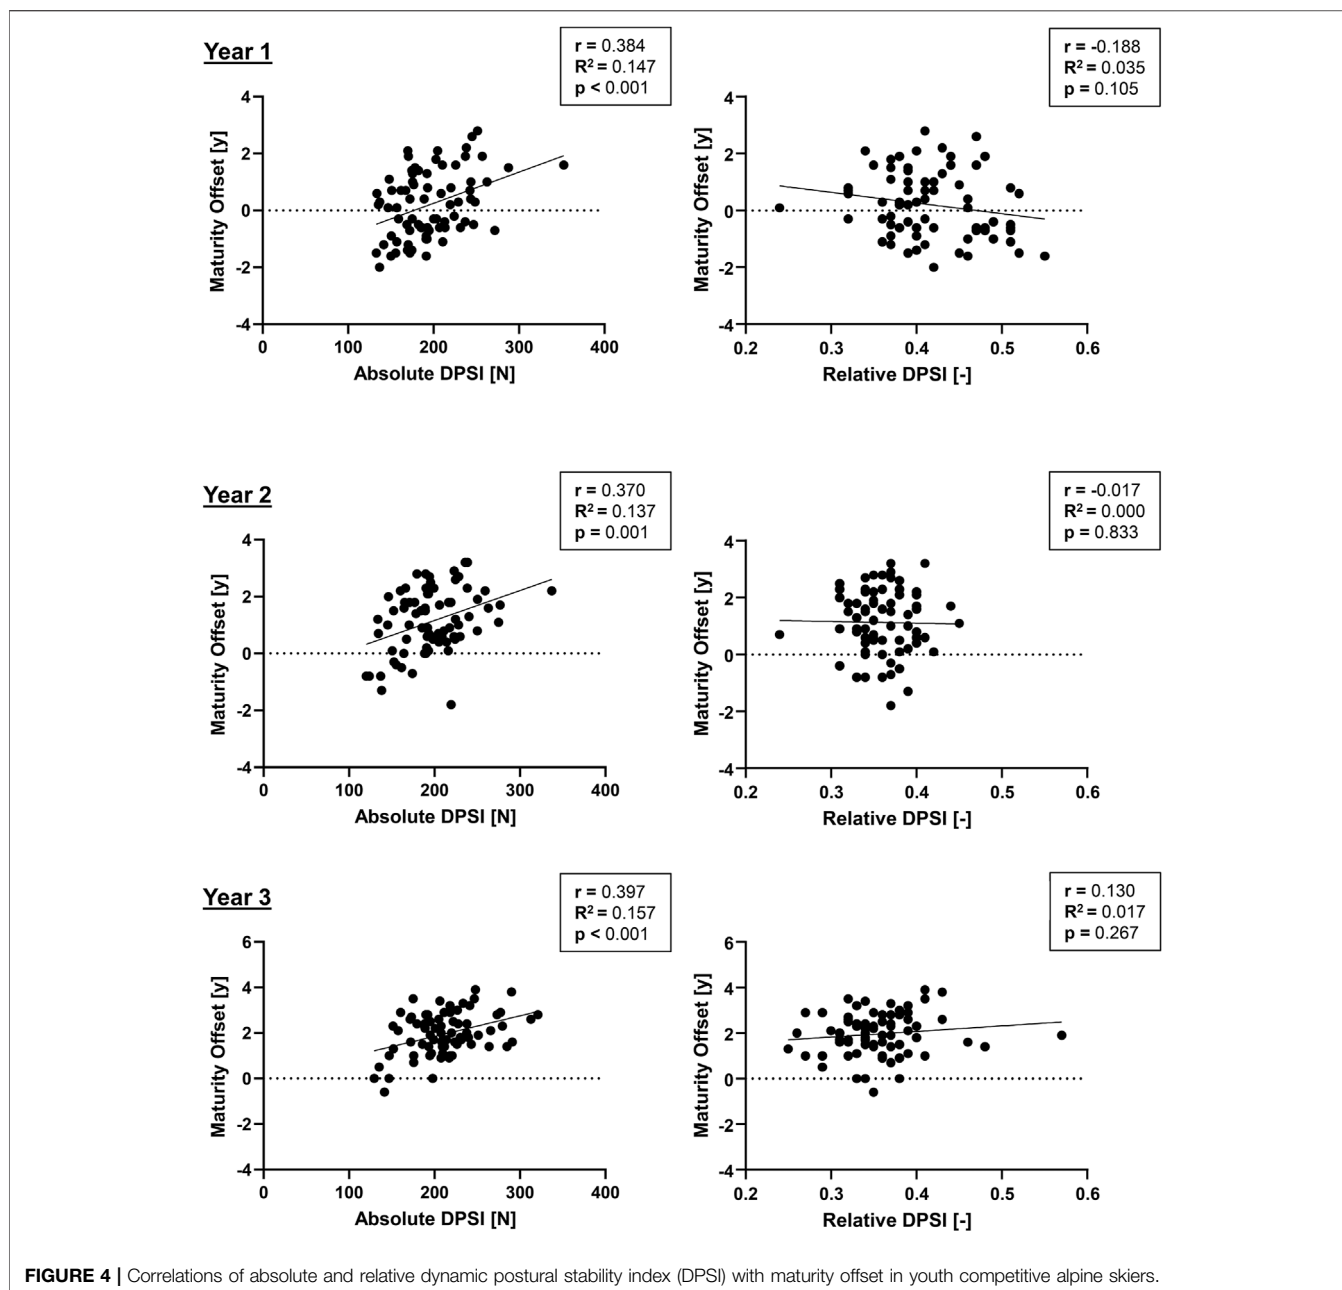 Year 1
r = 0.384
R² = 0.147
p < 0.001
r = -0.188
R² = 0.035
p = 0.105
Maturity Offset [y]
4
2
0
-2
-4
0 100 200 300 400
Absolute DPSI [N]
Maturity Offset [y]
4
2
0
-2
-4
0.2 0.3 0.4 0.5 0.6
Relative DPSI [-]
Year 2
r = 0.370
R² = 0.137
p = 0.001
r = -0.017
R² = 0.000
p = 0.833
Maturity Offset [y]
4
2
0
-2
-4
0 100 200 300 400
Absolute DPSI [N]
Maturity Offset [y]
4
2
0
-2
-4
0.2 0.3 0.4 0.5 0.6
Relative DPSI [-]
Year 3
r = 0.397
R² = 0.157
p < 0.001
r = 0.130
R² = 0.017
p = 0.267
Maturity Offset [y]
6
4
2
0
-2
-4
0 100 200 300 400
Absolute DPSI [N]
Maturity Offset [y]
6
4
2
0
-2
-4
0.2 0.3 0.4 0.5 0.6
Relative DPSI [-]
FIGURE 4 | Correlations of absolute and relative dynamic postural stability index (DPSI) with maturity offset in youth competitive alpine skiers.